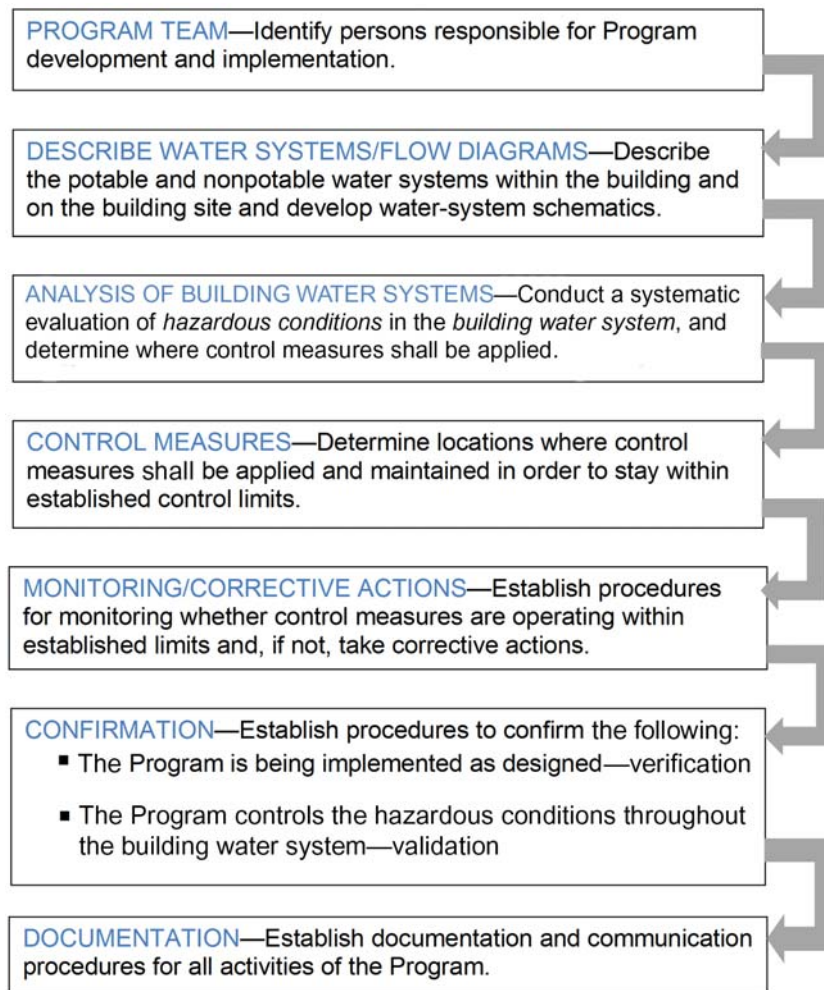 PROGRAM TEAM—Identify persons responsible for Program
development and implementation.
DESCRIBE WATER SYSTEMS/FLOW DIAGRAMS—Describe
the potable and nonpotable water systems within the building and
on the building site and develop water-system schematics.
ANALYSIS OF BUILDING WATER SYSTEMS—Conduct a systematic
evaluation of hazardous conditions in the building water system, and
determine where control measures shall be applied.
CONTROL MEASURES—Determine locations where control
measures shall be applied and maintained in order to stay within
established control limits.
MONITORING/CORRECTIVE ACTIONS—Establish procedures
for monitoring whether control measures are operating within
established limits and, if not, take corrective actions.
CONFIRMATION—Establish procedures to confirm the following:
▪ The Program is being implemented as designed—verification
▪ The Program controls the hazardous conditions throughout
the building water system—validation
DOCUMENTATION—Establish documentation and communication
procedures for all activities of the Program.